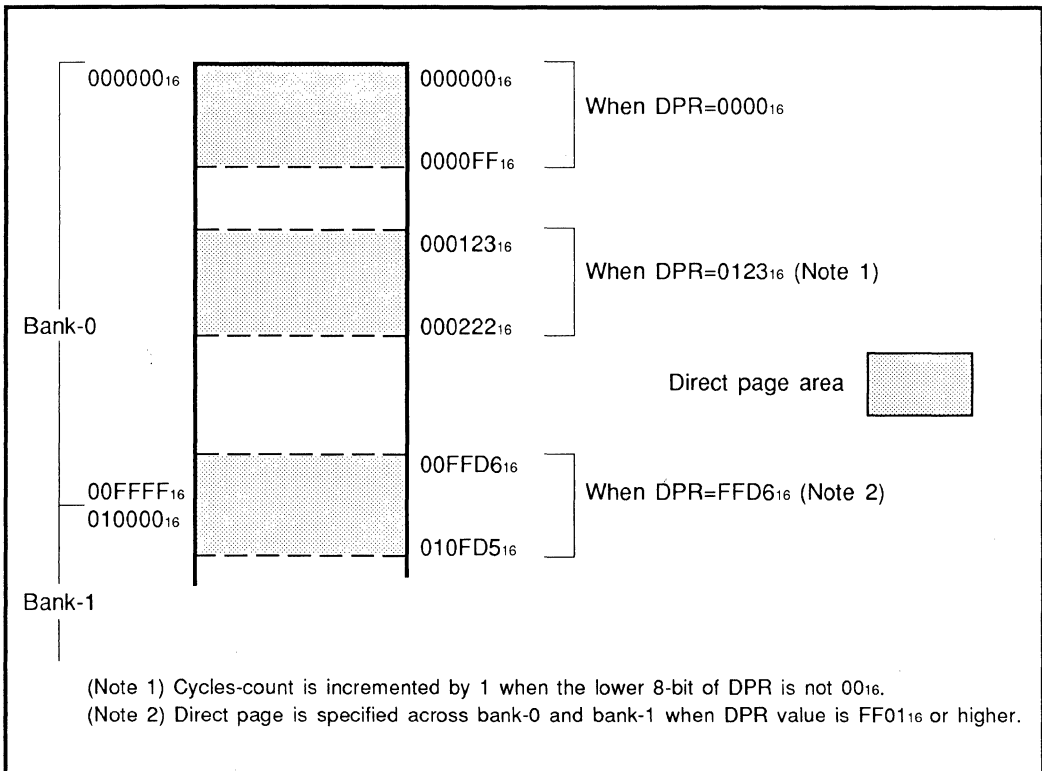 000000₁₆
000000₁₆
When DPR=0000₁₆
0000FF₁₆
000123₁₆
When DPR=0123₁₆ (Note 1)
Bank-0
000222₁₆
Direct page area
00FFD6₁₆
00FFFF₁₆
When DPR=FFD6₁₆ (Note 2)
010000₁₆
010FD5₁₆
Bank-1
(Note 1) Cycles-count is incremented by 1 when the lower 8-bit of DPR is not 00₁₆.
(Note 2) Direct page is specified across bank-0 and bank-1 when DPR value is FF01₁₆ or higher.